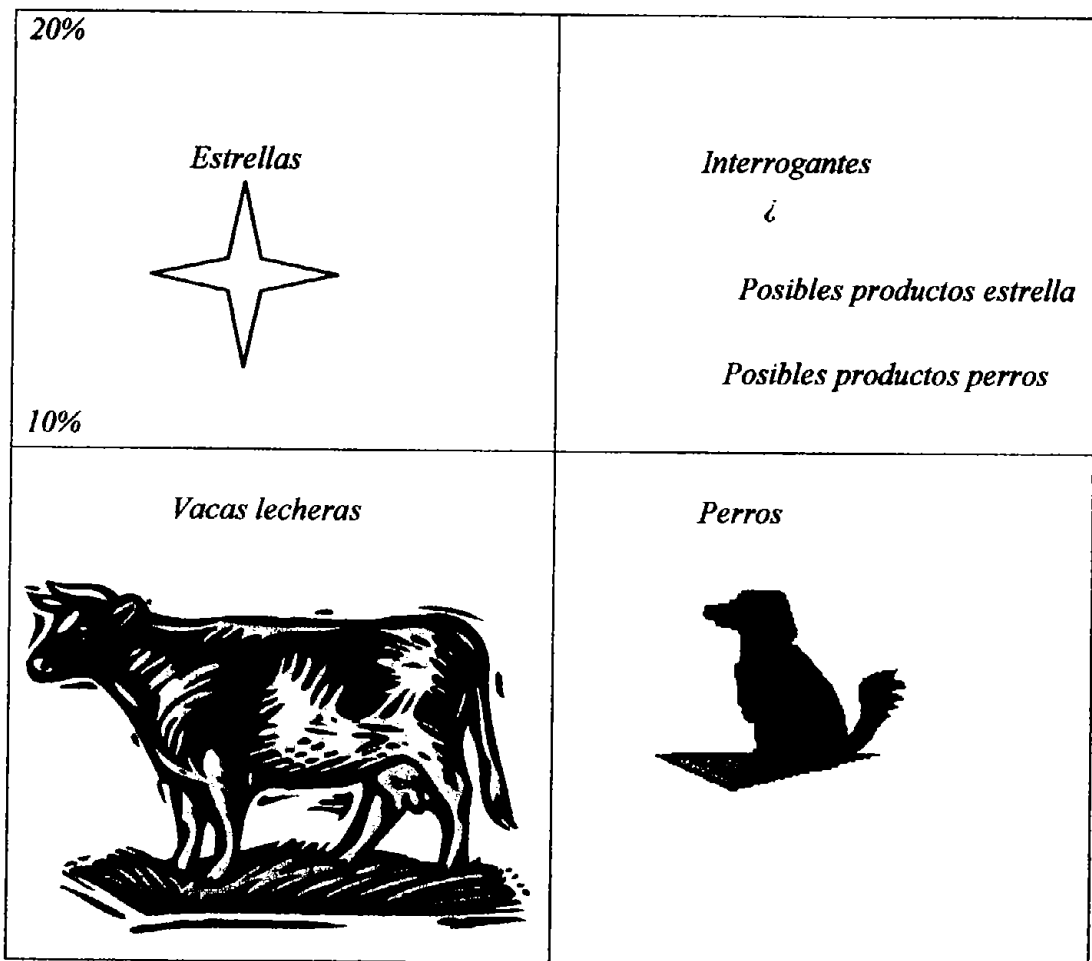 20%
Estrellas
Interrogantes
¿
Posibles productos estrella
Posibles productos perros
10%
Vacas lecheras
Perros